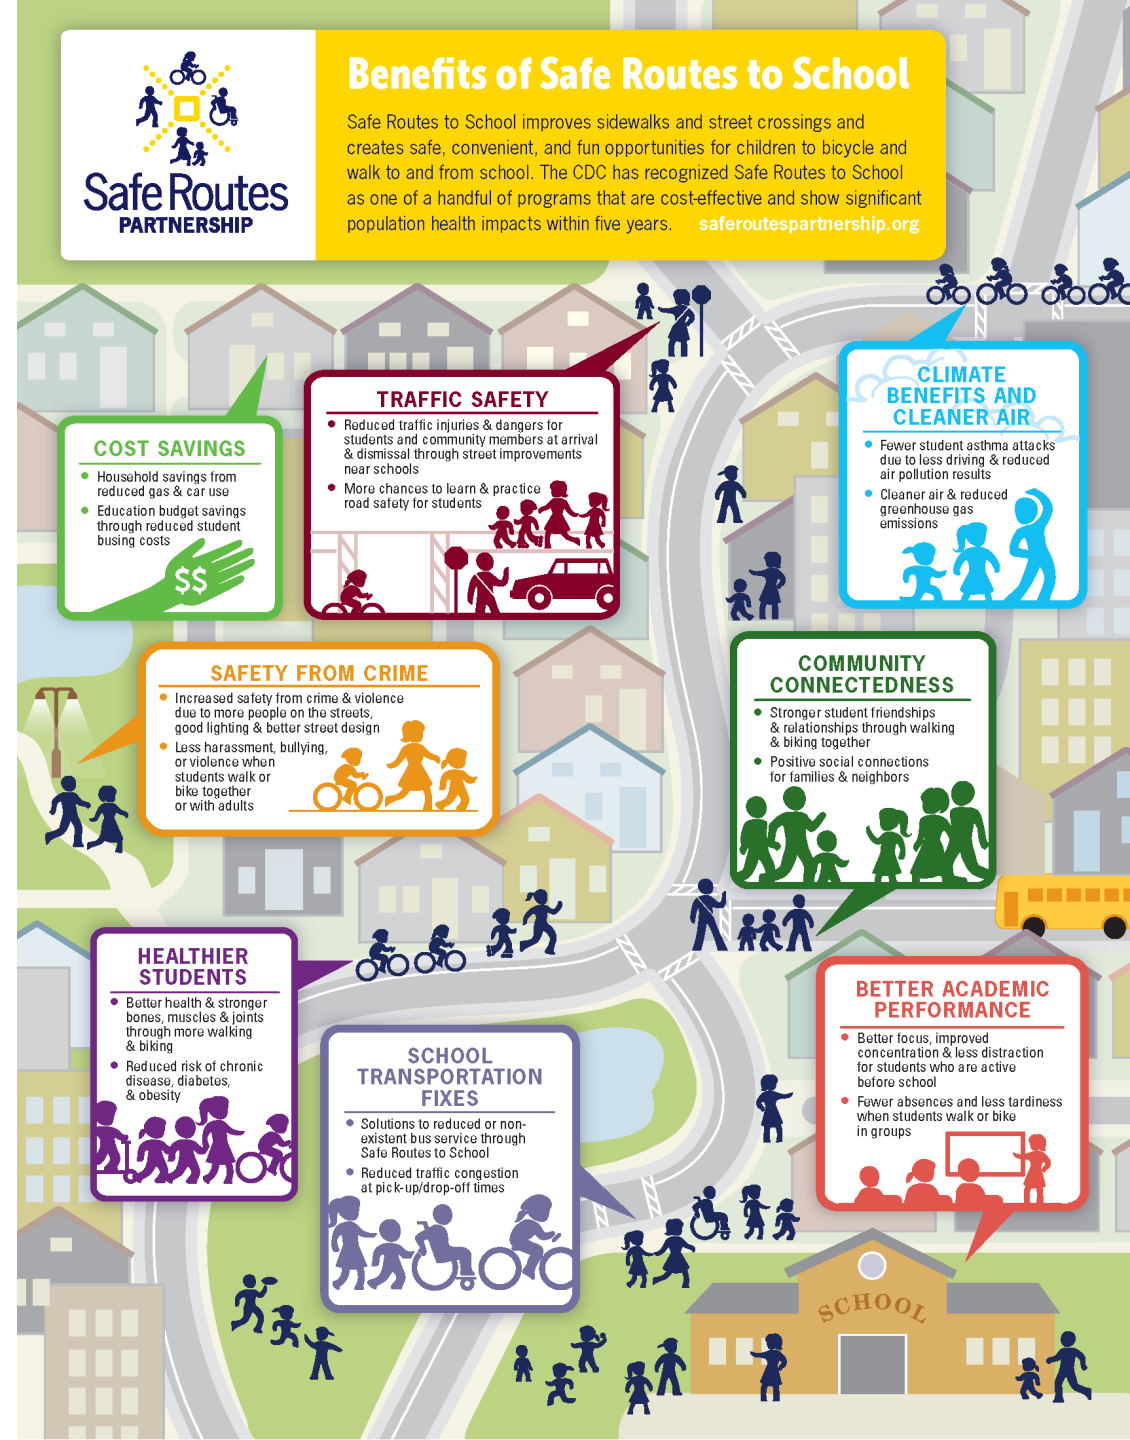 Safe Routes
PARTNERSHIP
Benefits of Safe Routes to School
Safe Routes to School improves sidewalks and street crossings and
creates safe, convenient, and fun opportunities for children to bicycle and
walk to and from school. The CDC has recognized Safe Routes to School
as one of a handful of programs that are cost-effective and show significant
population health impacts within five years. saferoutespartnership.org
COST SAVINGS
• Household savings from
reduced gas & car use
• Education budget savings
through reduced student
busing costs
$$
TRAFFIC SAFETY
• Reduced traffic injuries & dangers for
students and community members at arrival
& dismissal through street improvements
near schools
• More chances to learn & practice
road safety for students
CLIMATE
BENEFITS AND
CLEANER AIR
• Fewer student asthma attacks
due to less driving & reduced
air pollution results
• Cleaner air & reduced
greenhouse gas
emissions
SAFETY FROM CRIME
• Increased safety from crime & violence
due to more people on the streets,
good lighting & better street design
• Less harassment, bullying,
or violence when
students walk or
bike together
or with adults
COMMUNITY
CONNECTEDNESS
• Stronger student friendships
& relationships through walking
& biking together
• Positive social connections
for families & neighbors
HEALTHIER
STUDENTS
• Better health & stronger
bones, muscles & joints
through more walking
& biking
• Reduced risk of chronic
disease, diabetes,
& obesity
SCHOOL
TRANSPORTATION
FIXES
• Solutions to reduced or non-
existent bus service through
Safe Routes to School
• Reduced traffic congestion
at pick-up/drop-off times
BETTER ACADEMIC
PERFORMANCE
• Better focus, improved
concentration & less distraction
for students who are active
before school
• Fewer absences and less tardiness
when students walk or bike
in groups
SCHOOL